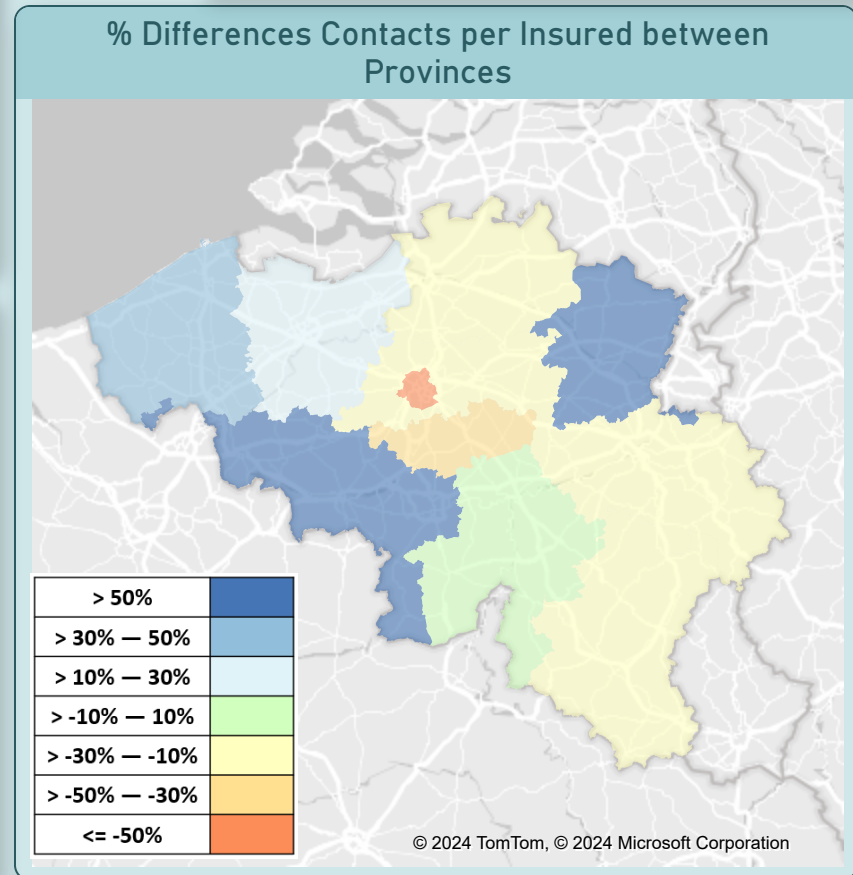 % Differences Contacts per Insured between
Provinces
> 50%
> 30% — 50%
> 10% — 30%
> -10% — 10%
> -30% — -10%
> -50% — -30%
<= -50%
© 2024 TomTom, © 2024 Microsoft Corporation